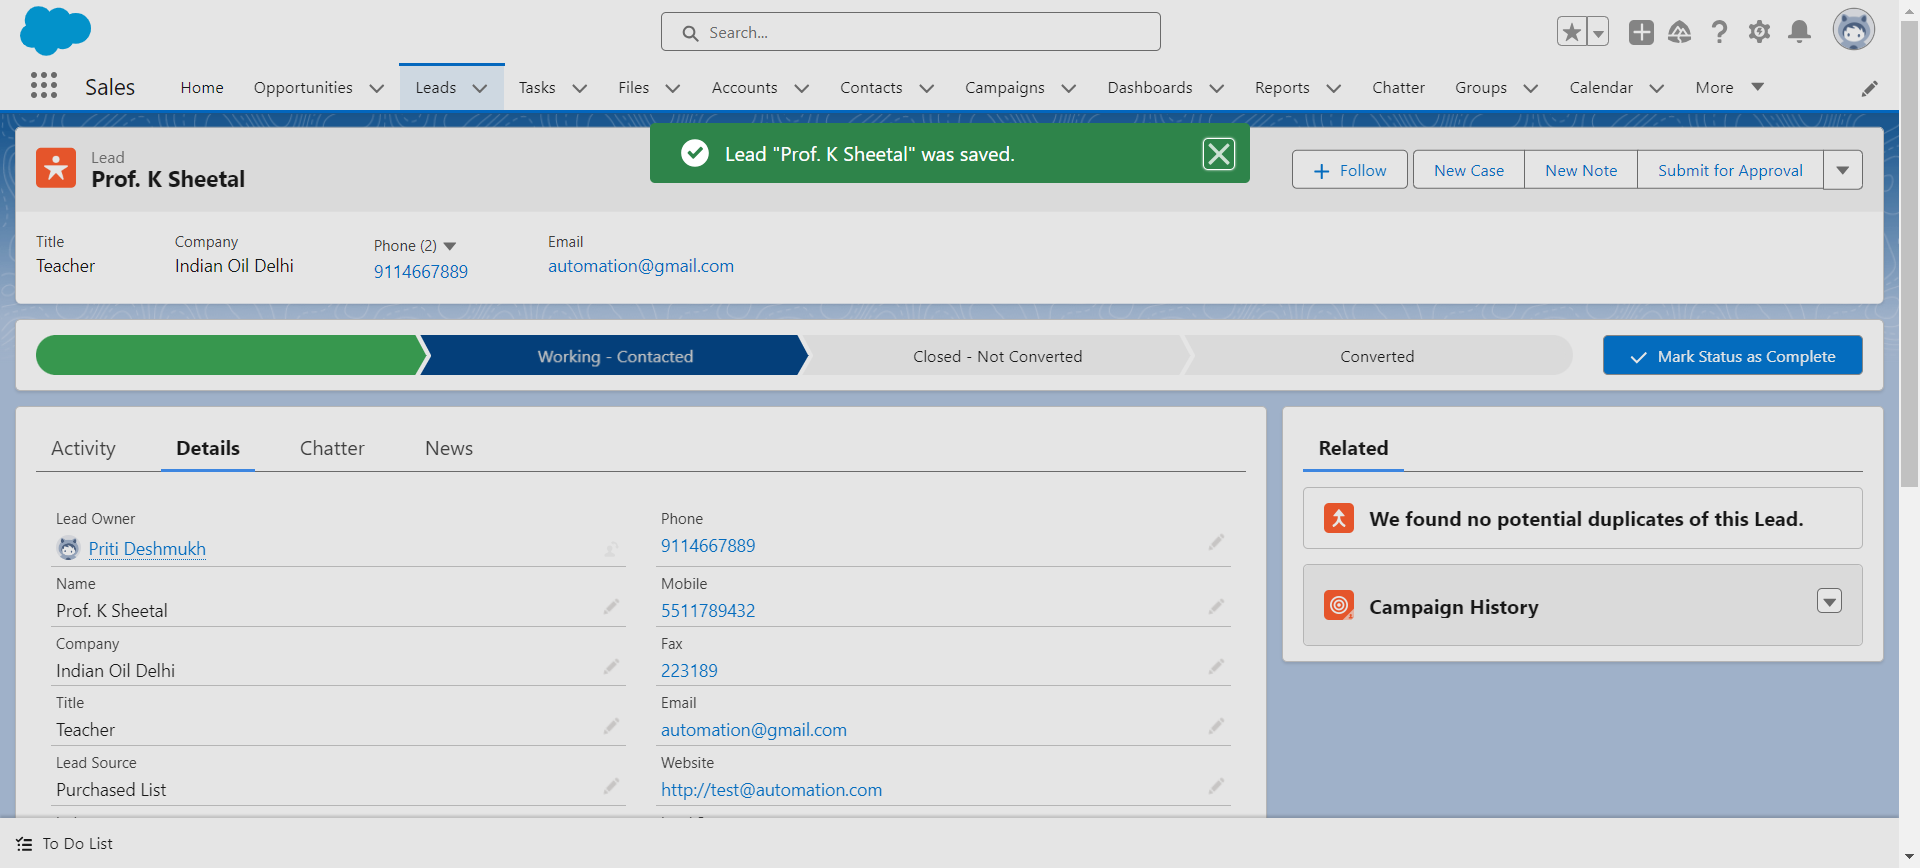 Search...
Sales
Home
Opportunities
Leads
Tasks
Files
Accounts
Contacts
Campaigns
Dashboards
Reports
Chatter
Groups
Calendar
More
Lead "Prof. K Sheetal" was saved.
Lead
Prof. K Sheetal
Follow
New Case
New Note
Submit for Approval
Title
Teacher
Company
Indian Oil Delhi
Phone (2)
9114667889
Email
automation@gmail.com
Working - Contacted
Closed - Not Converted
Converted
Mark Status as Complete
Activity
Details
Chatter
News
Lead Owner
Priti Deshmukh
Name
Prof. K Sheetal
Company
Indian Oil Delhi
Title
Teacher
Lead Source
Purchased List
Phone
9114667889
Mobile
5511789432
Fax
223189
Email
automation@gmail.com
Website
http://test@automation.com
Related
We found no potential duplicates of this Lead.
Campaign History
To Do List